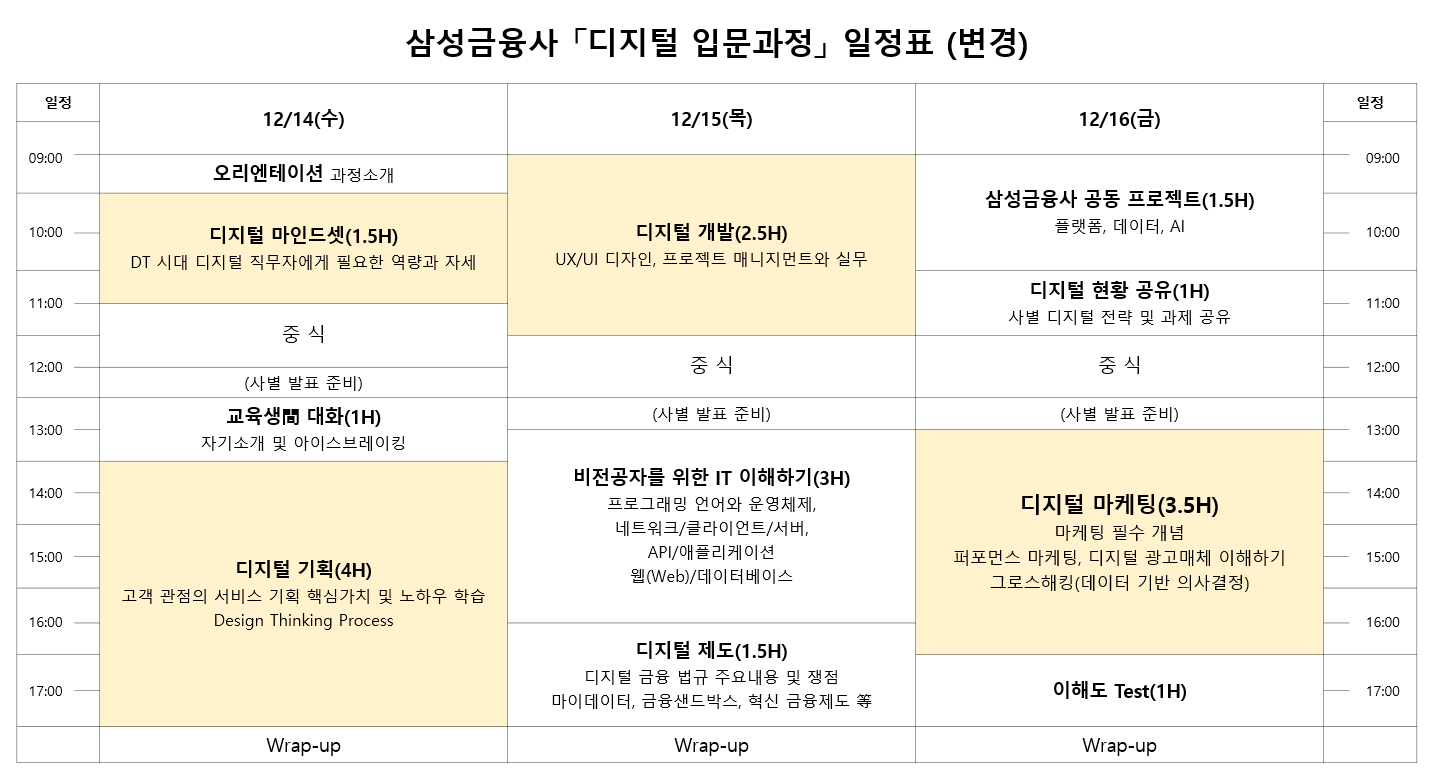 삼성금융사 「디지털 입문과정」 일정표 (변경)
일정
12/14(수)
12/15(목)
12/16(금)
일정
09:00
09:00
오리엔테이션 과정소개
디지털 마인드셋(1.5H)
DT 시대 디지털 직무자에게 필요한 역량과 자세
디지털 개발(2.5H)
UX/UI 디자인, 프로젝트 매니지먼트와 실무
삼성금융사 공동 프로젝트(1.5H)
플랫폼, 데이터, AI
10:00
10:00
디지털 현황 공유(1H)
사별 디지털 전략 및 과제 공유
11:00
11:00
중 식
중 식
중 식
12:00
12:00
(사별 발표 준비)
(사별 발표 준비)
(사별 발표 준비)
교육생間 대화(1H)
자기소개 및 아이스브레이킹
13:00
13:00
비전공자를 위한 IT 이해하기(3H)
프로그래밍 언어와 운영체제,
네트워크/클라이언트/서버,
API/애플리케이션
웹(Web)/데이터베이스
디지털 마케팅(3.5H)
마케팅 필수 개념
퍼포먼스 마케팅, 디지털 광고매체 이해하기
그로스해킹(데이터 기반 의사결정)
14:00
14:00
15:00
15:00
디지털 기획(4H)
고객 관점의 서비스 기획 핵심가치 및 노하우 학습
Design Thinking Process
16:00
16:00
디지털 제도(1.5H)
디지털 금융 법규 주요내용 및 쟁점
마이데이터, 금융샌드박스, 혁신 금융제도 等
이해도 Test(1H)
17:00
17:00
Wrap-up
Wrap-up
Wrap-up